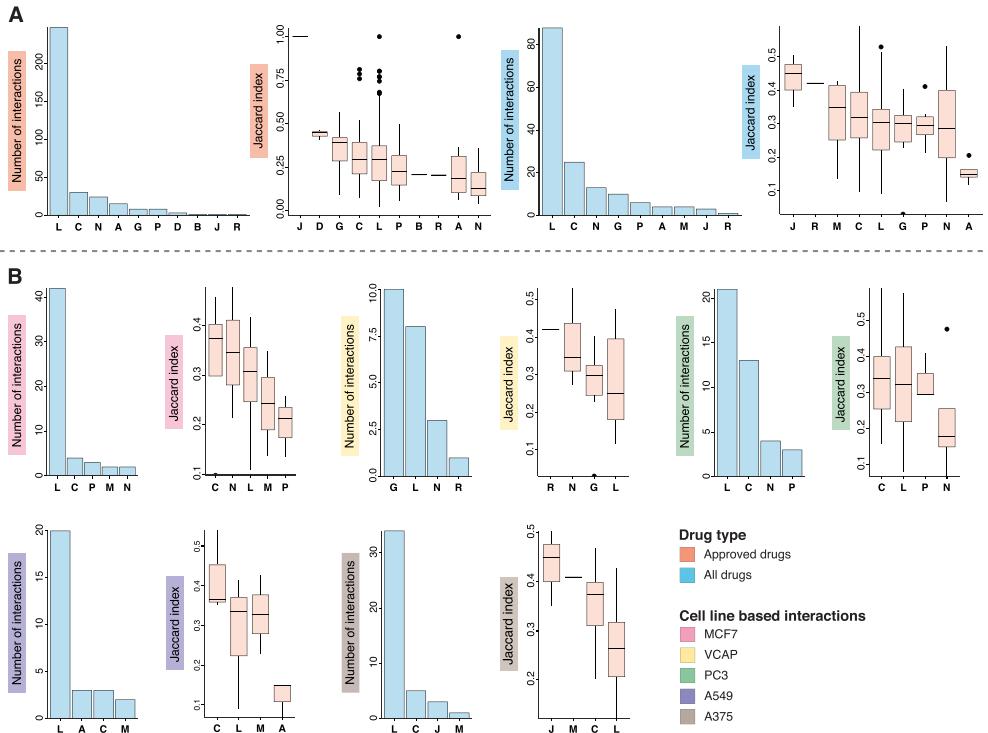 A
Number of interactions
0
50
100
150
200
L C N A G P D B J R
Jaccard index
0.00
0.25
0.50
0.75
1.00
J D G C L P B R A N
Number of interactions
0
20
40
60
80
L C N G P A M J R
Jaccard index
0.1
0.2
0.3
0.4
0.5
J R M C L G P N A
B
Number of interactions
0
10
20
30
40
L C P M N
Jaccard index
0.1
0.2
0.3
0.4
C N L M P
Number of interactions
0.0
2.5
5.0
7.5
10.0
G L N R
Jaccard index
0.1
0.2
0.3
0.4
0.5
R N G L
Number of interactions
0
5
10
15
20
L C N P
Jaccard index
0.1
0.2
0.3
0.4
0.5
C L P N
Number of interactions
0
5
10
15
20
L A C M
Jaccard index
0.1
0.2
0.3
0.4
0.5
C L M A
Number of interactions
0
10
20
30
L C J M
Jaccard index
0.2
0.3
0.4
0.5
J M C L
Drug type
Approved drugs
All drugs
Cell line based interactions
MCF7
VCAP
PC3
A549
A375